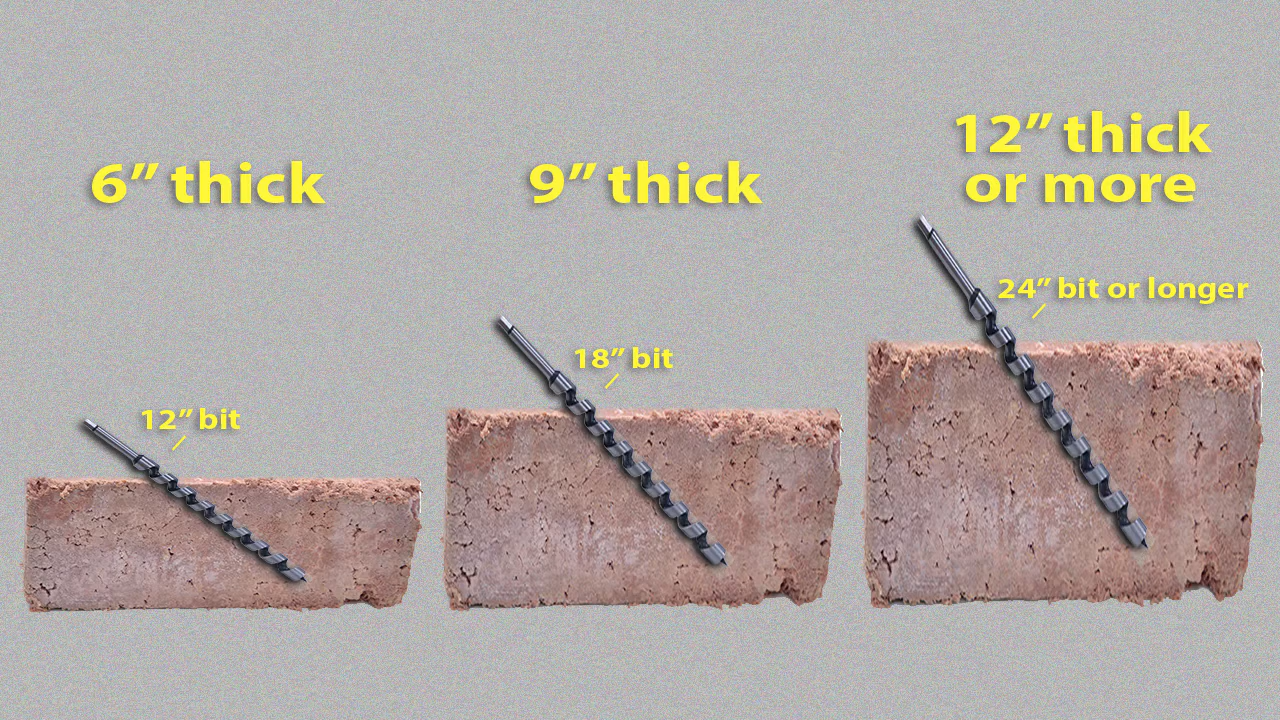 6” thick
12” bit
9” thick
18” bit
12” thick
or more
24” bit or longer